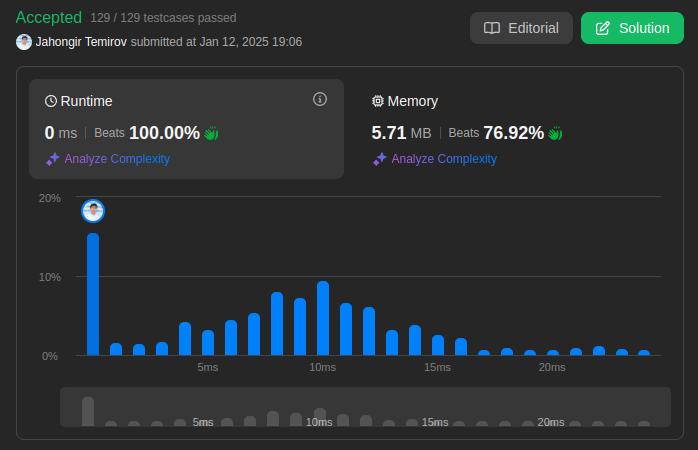 Accepted 129 / 129 testcases passed
Editorial
Solution
Jahongir Temirov submitted at Jan 12, 2025 19:06
Runtime
0 ms | Beats 100.00%
Analyze Complexity
Memory
5.71 MB | Beats 76.92%
Analyze Complexity
20%
10%
0%
5ms 10ms 15ms 20ms
5ms 10ms 15ms 20ms